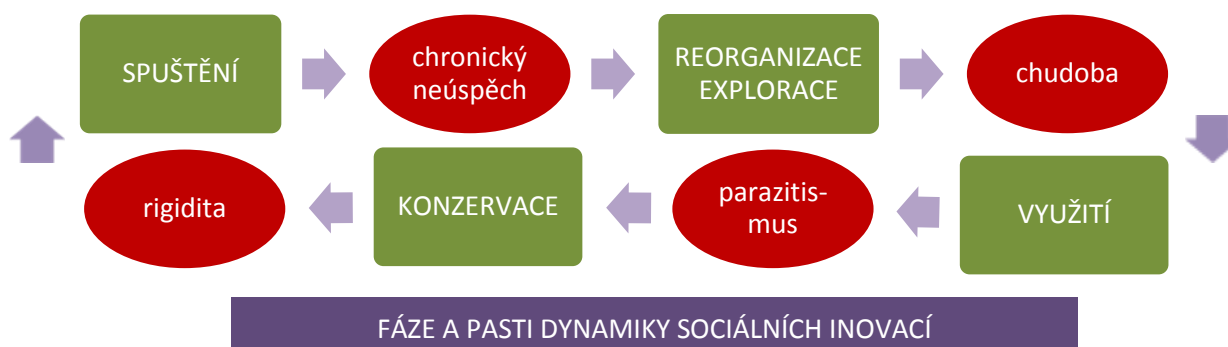 SPUŠTĚNÍ
chronický
neúspěch
REORGANIZACE
EXPLORACE
chudoba
rigidita
KONZERVACE
parazitis-
mus
VYUŽITÍ
FÁZE A PASTI DYNAMIKY SOCIÁLNÍCH INOVACÍ